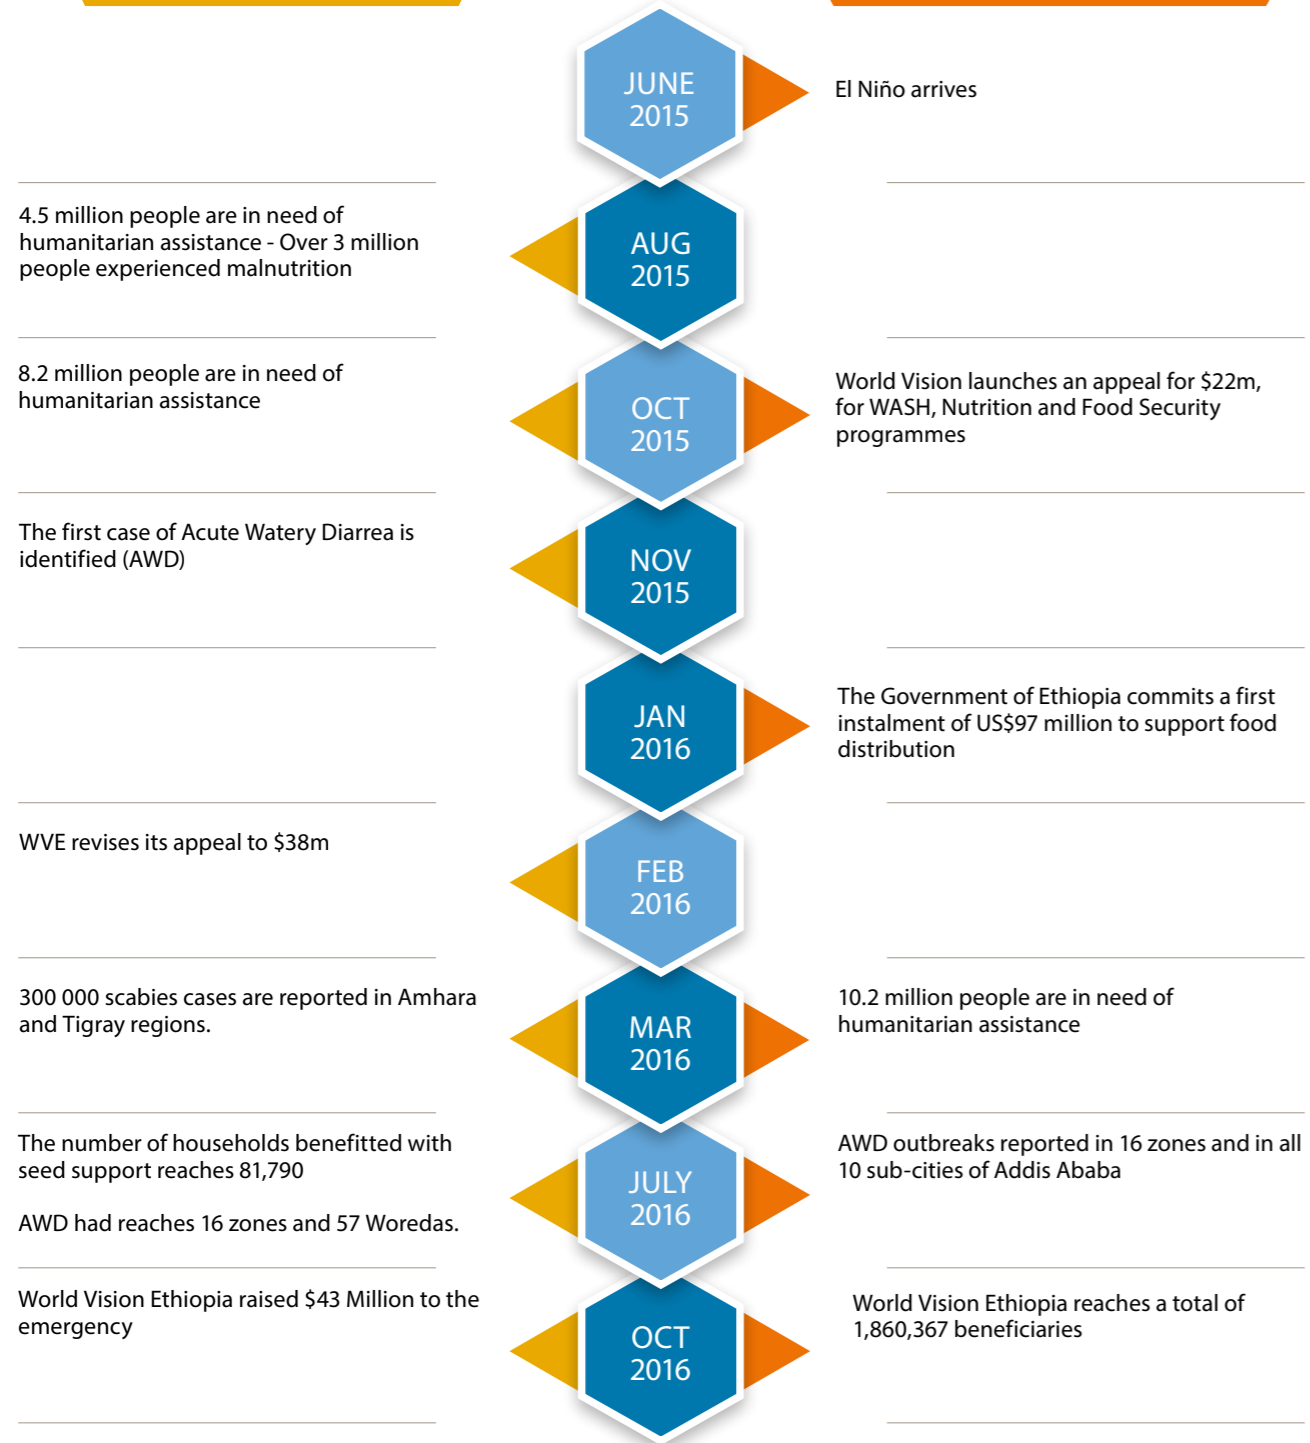 JUNE
2015
El Niño arrives
4.5 million people are in need of
humanitarian assistance - Over 3 million
people experienced malnutrition
AUG
2015
8.2 million people are in need of
humanitarian assistance
OCT
2015
World Vision launches an appeal for $22m,
for WASH, Nutrition and Food Security
programmes
The first case of Acute Watery Diarrea is
identified (AWD)
NOV
2015
JAN
2016
The Government of Ethiopia commits a first
instalment of US$97 million to support food
distribution
WVE revises its appeal to $38m
FEB
2016
300 000 scabies cases are reported in Amhara
and Tigray regions.
MAR
2016
10.2 million people are in need of
humanitarian assistance
The number of households benefitted with
seed support reaches 81,790
AWD had reaches 16 zones and 57 Woredas.
JULY
2016
AWD outbreaks reported in 16 zones and in all
10 sub-cities of Addis Ababa
World Vision Ethiopia raised $43 Million to the
emergency
OCT
2016
World Vision Ethiopia reaches a total of
1,860,367 beneficiaries